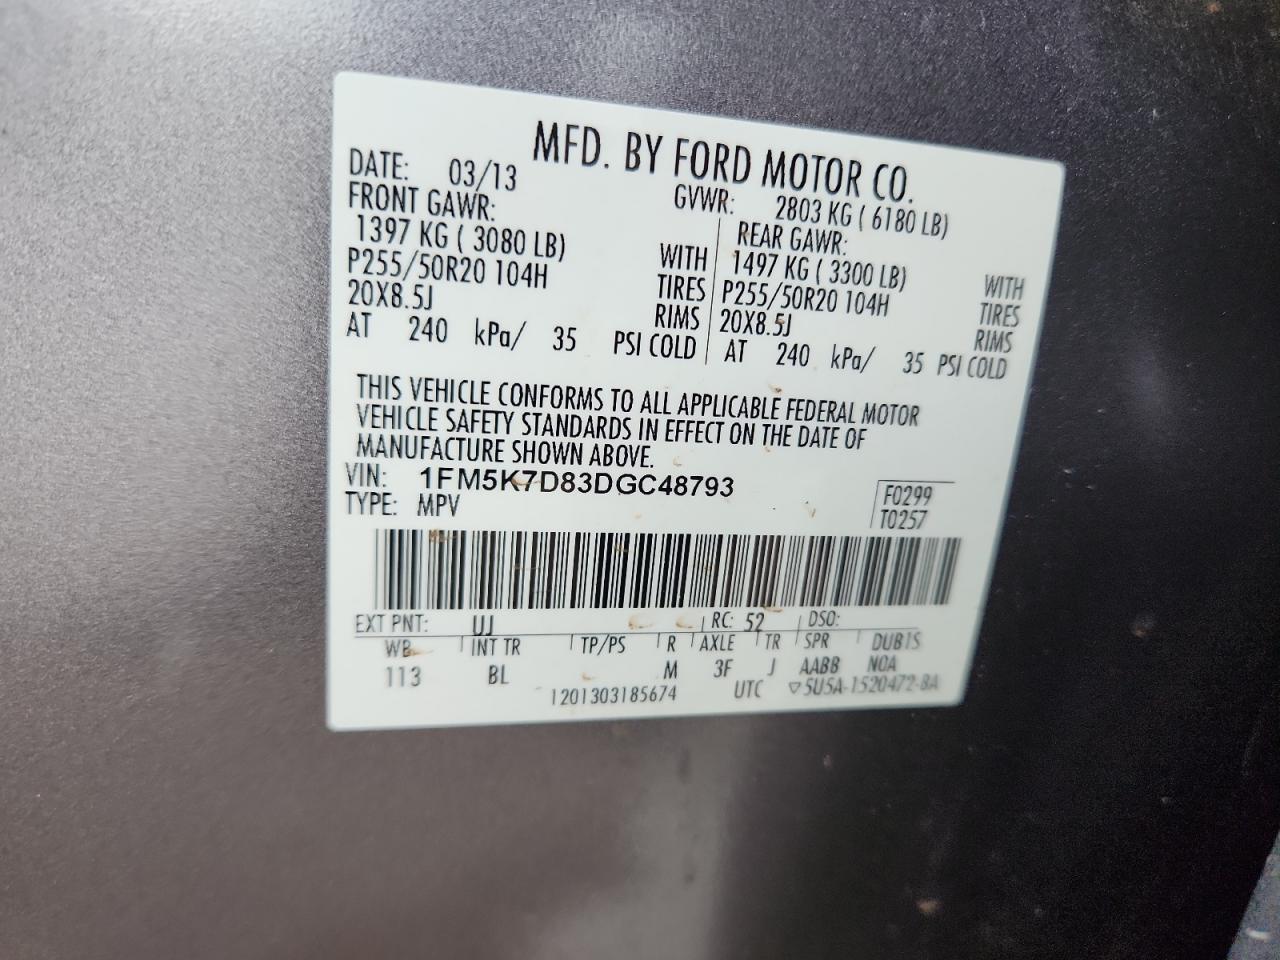 MFD. BY FORD MOTOR CO.
DATE: 03/13 GVWR: 2803 KG ( 6180 LB)
FRONT GAWR: REAR GAWR:
1397 KG ( 3080 LB) WITH 1497 KG ( 3300 LB) WITH
P255/50R20 104H TIRES P255/50R20 104H TIRES
20X8.5J RIMS 20X8.5J RIMS
AT 240 kPa/ 35 PSI COLD AT 240 kPa/ 35 PSI COLD
THIS VEHICLE CONFORMS TO ALL APPLICABLE FEDERAL MOTOR
VEHICLE SAFETY STANDARDS IN EFFECT ON THE DATE OF
MANUFACTURE SHOWN ABOVE.
VIN: 1FM5K7D83DGC48793
TYPE: MPV
F0299
T0257
EXT PNT: UJ RC: 52 DSO:
WB INT TR TP/PS R AXLE TR SPR DUBIS
113 BL M 3F J AABB NOA
1201303185674 UTC ▽5U5A-1520472-BA